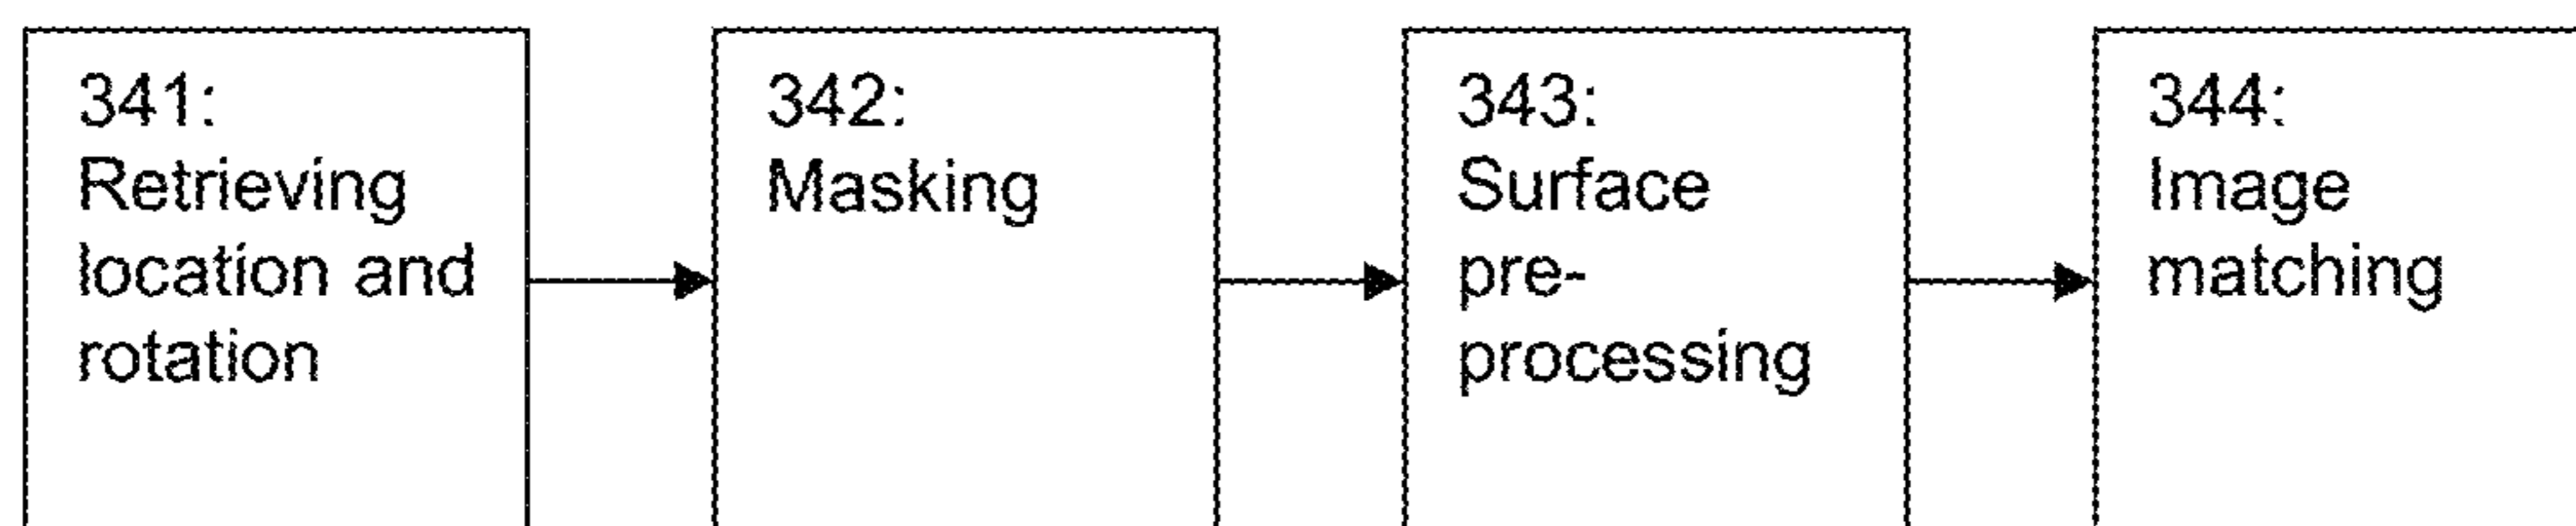 341:
Retrieving
location and
rotation
342:
Masking
343:
Surface
pre-
processing
344:
Image
matching